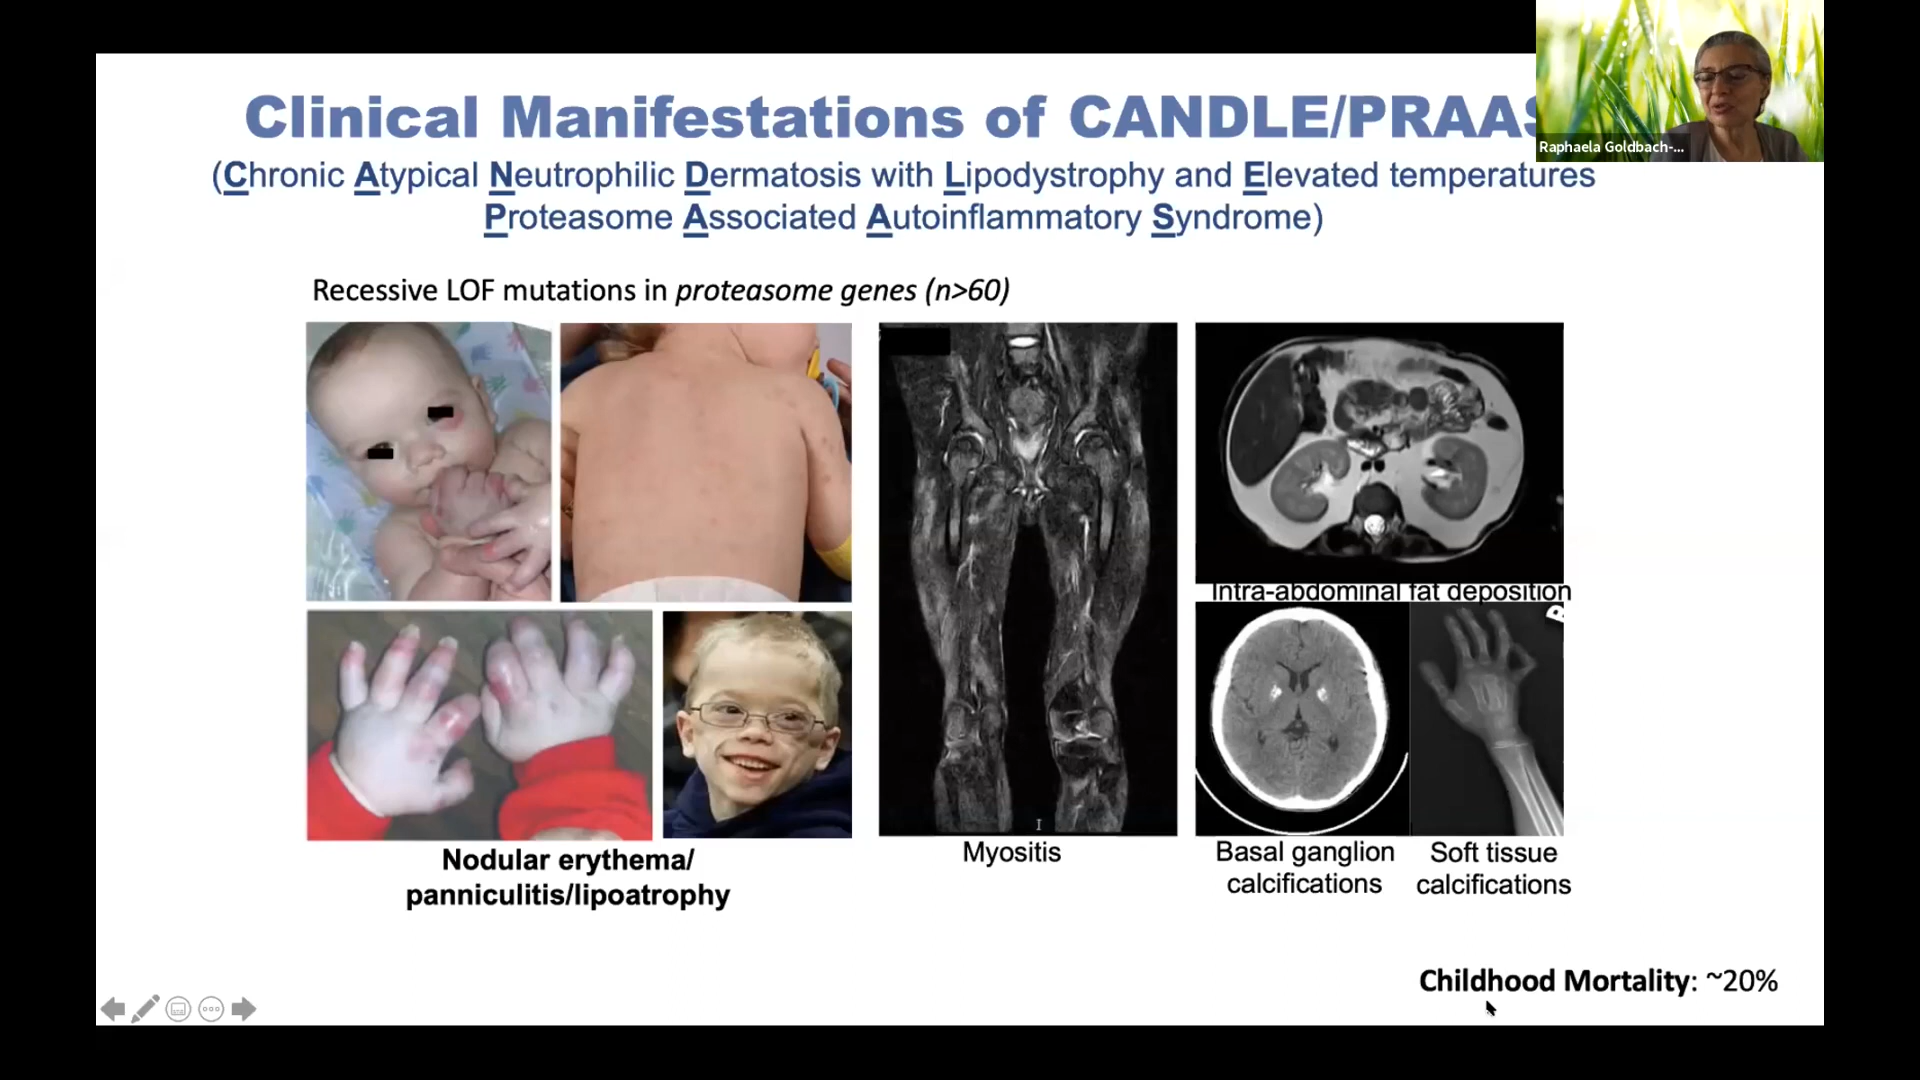 Clinical Manifestations of CANDLE/PRAAS
Raphaela Goldbach-...
(Chronic Atypical Neutrophilic Dermatosis with Lipodystrophy and Elevated temperatures
Proteasome Associated Autoinflammatory Syndrome)
Recessive LOF mutations in proteasome genes (n>60)
Intra-abdominal fat deposition
R
Nodular erythema/
panniculitis/lipoatrophy
Myositis
Basal ganglion
calcifications
Soft tissue
calcifications
Childhood Mortality: ~20%